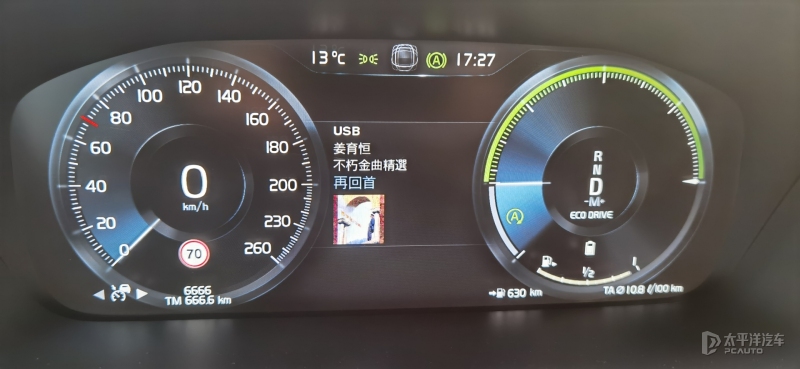 13°C
17:27
0
20
40
60
80
100
120
140
160
180
200
230
260
0
km/h
70
6666
TM 666.6 km
USB
姜育恒
不朽金曲精選
再回首
R
N
D
-M+
ECO DRIVE
A
A
1/2
1
630 km
TA Ø 10.8 l/100 km
太平洋汽车
PCAUTO